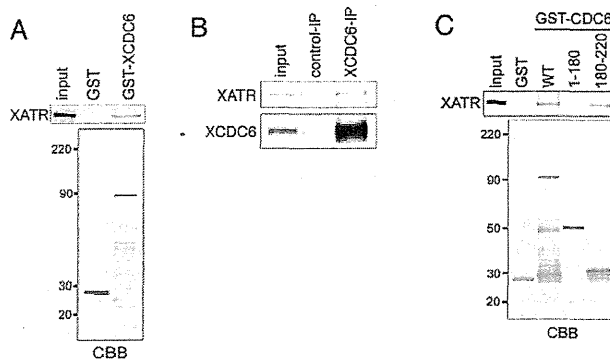 A
input
GST
GST-XCDC6
XATR
220
90
30
20
CBB
B
input
control-IP
XCDC6-IP
XATR
XCDC6
C
GST-CDC6
Input
GST
WT
1-180
180-220
XATR
220
90
50
30
20
CBB